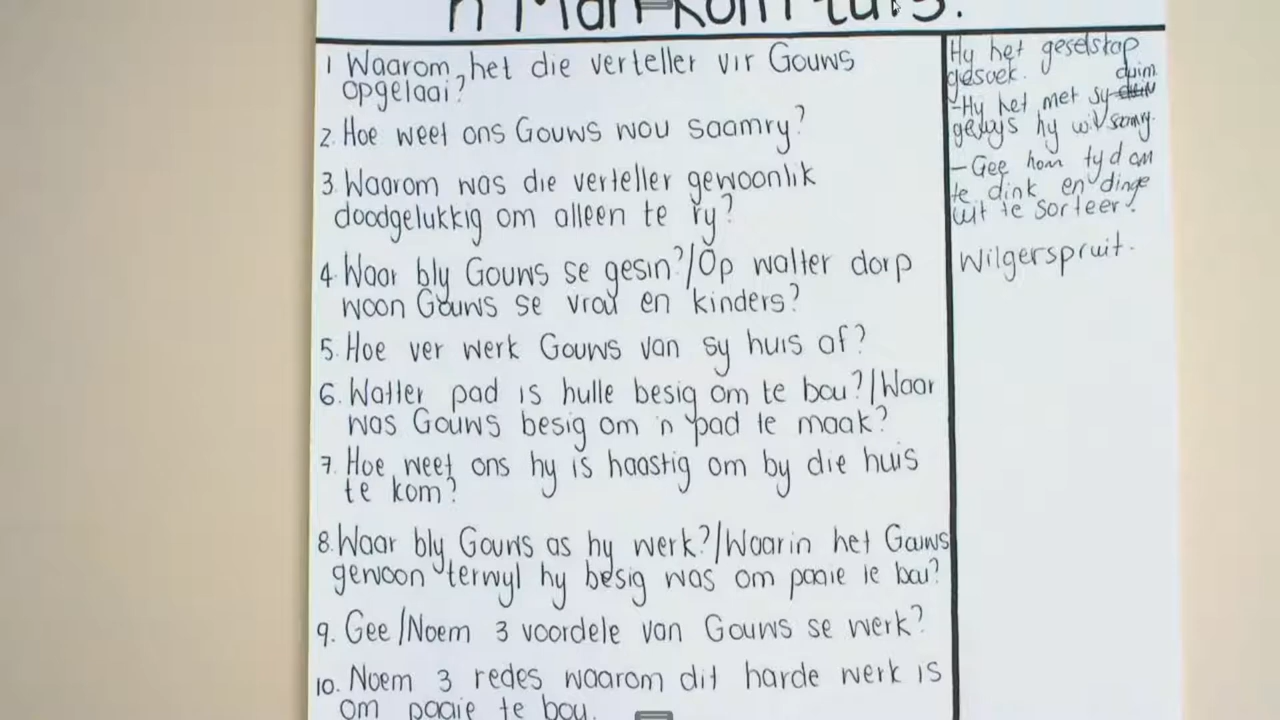 'n Man kom tuis.
1 Waarom het die verteller vir Gouws
opgelaai?
2. Hoe weet ons Gouws wou saamry?
3. Waarom was die verteller gewoonlik
doodgelukkig om alleen te ry?
4 Waar bly Gouws se gesin?/Op watter dorp
woon Gouws se vrou en kinders?
5. Hoe ver werk Gouws van sy huis af?
6. Watter pad is hulle besig om te bou?/Waar
was Gouws besig om 'n pad te maak?
7. Hoe weet ons hy is haastig om by die huis
te kom?
8. Waar bly Gouws as hy werk?/Waarin het Gouws
gewoon terwyl hy besig was om paaie te bou?
9. Gee/Noem 3 voordele van Gouws se werk?
10. Noem 3 redes waarom dit harde werk is
om paaie te bou.
Hy het geselskap
gesoek.
duim
-Hy het met sy
gewys hy wil saamry.
-Gee hom tyd om
te dink en dinge
uit te sorteer.
Wilgerspruit.